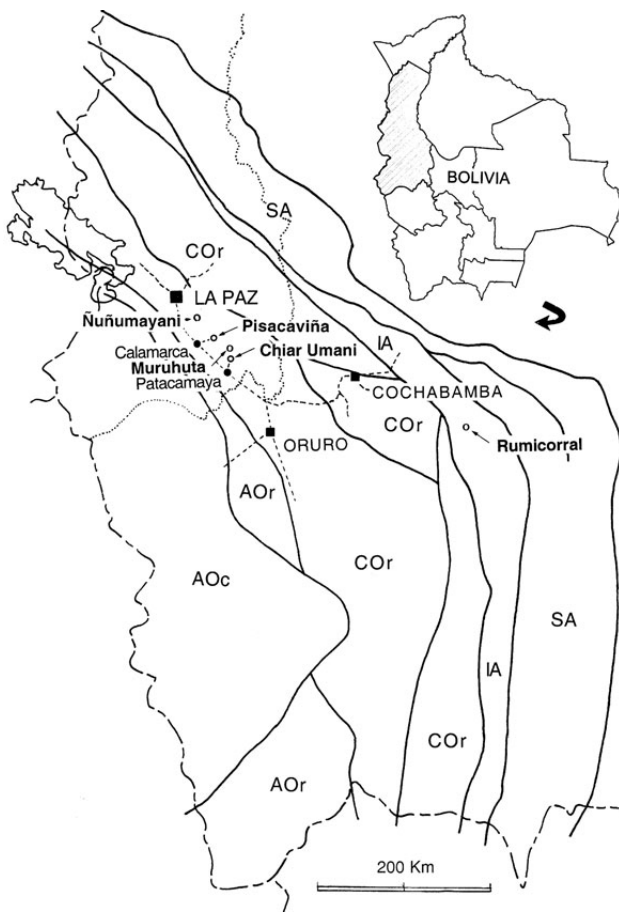 BOLIVIA
SA
COr
LA PAZ
Ñuñumayani
Pisacaviña
Calamarca
Muruhuta
Chiar Umani
Patacamaya
IA
COCHABAMBA
COr
Rumicorral
ORURO
AOr
COr
AOc
SA
IA
COr
AOr
200 Km